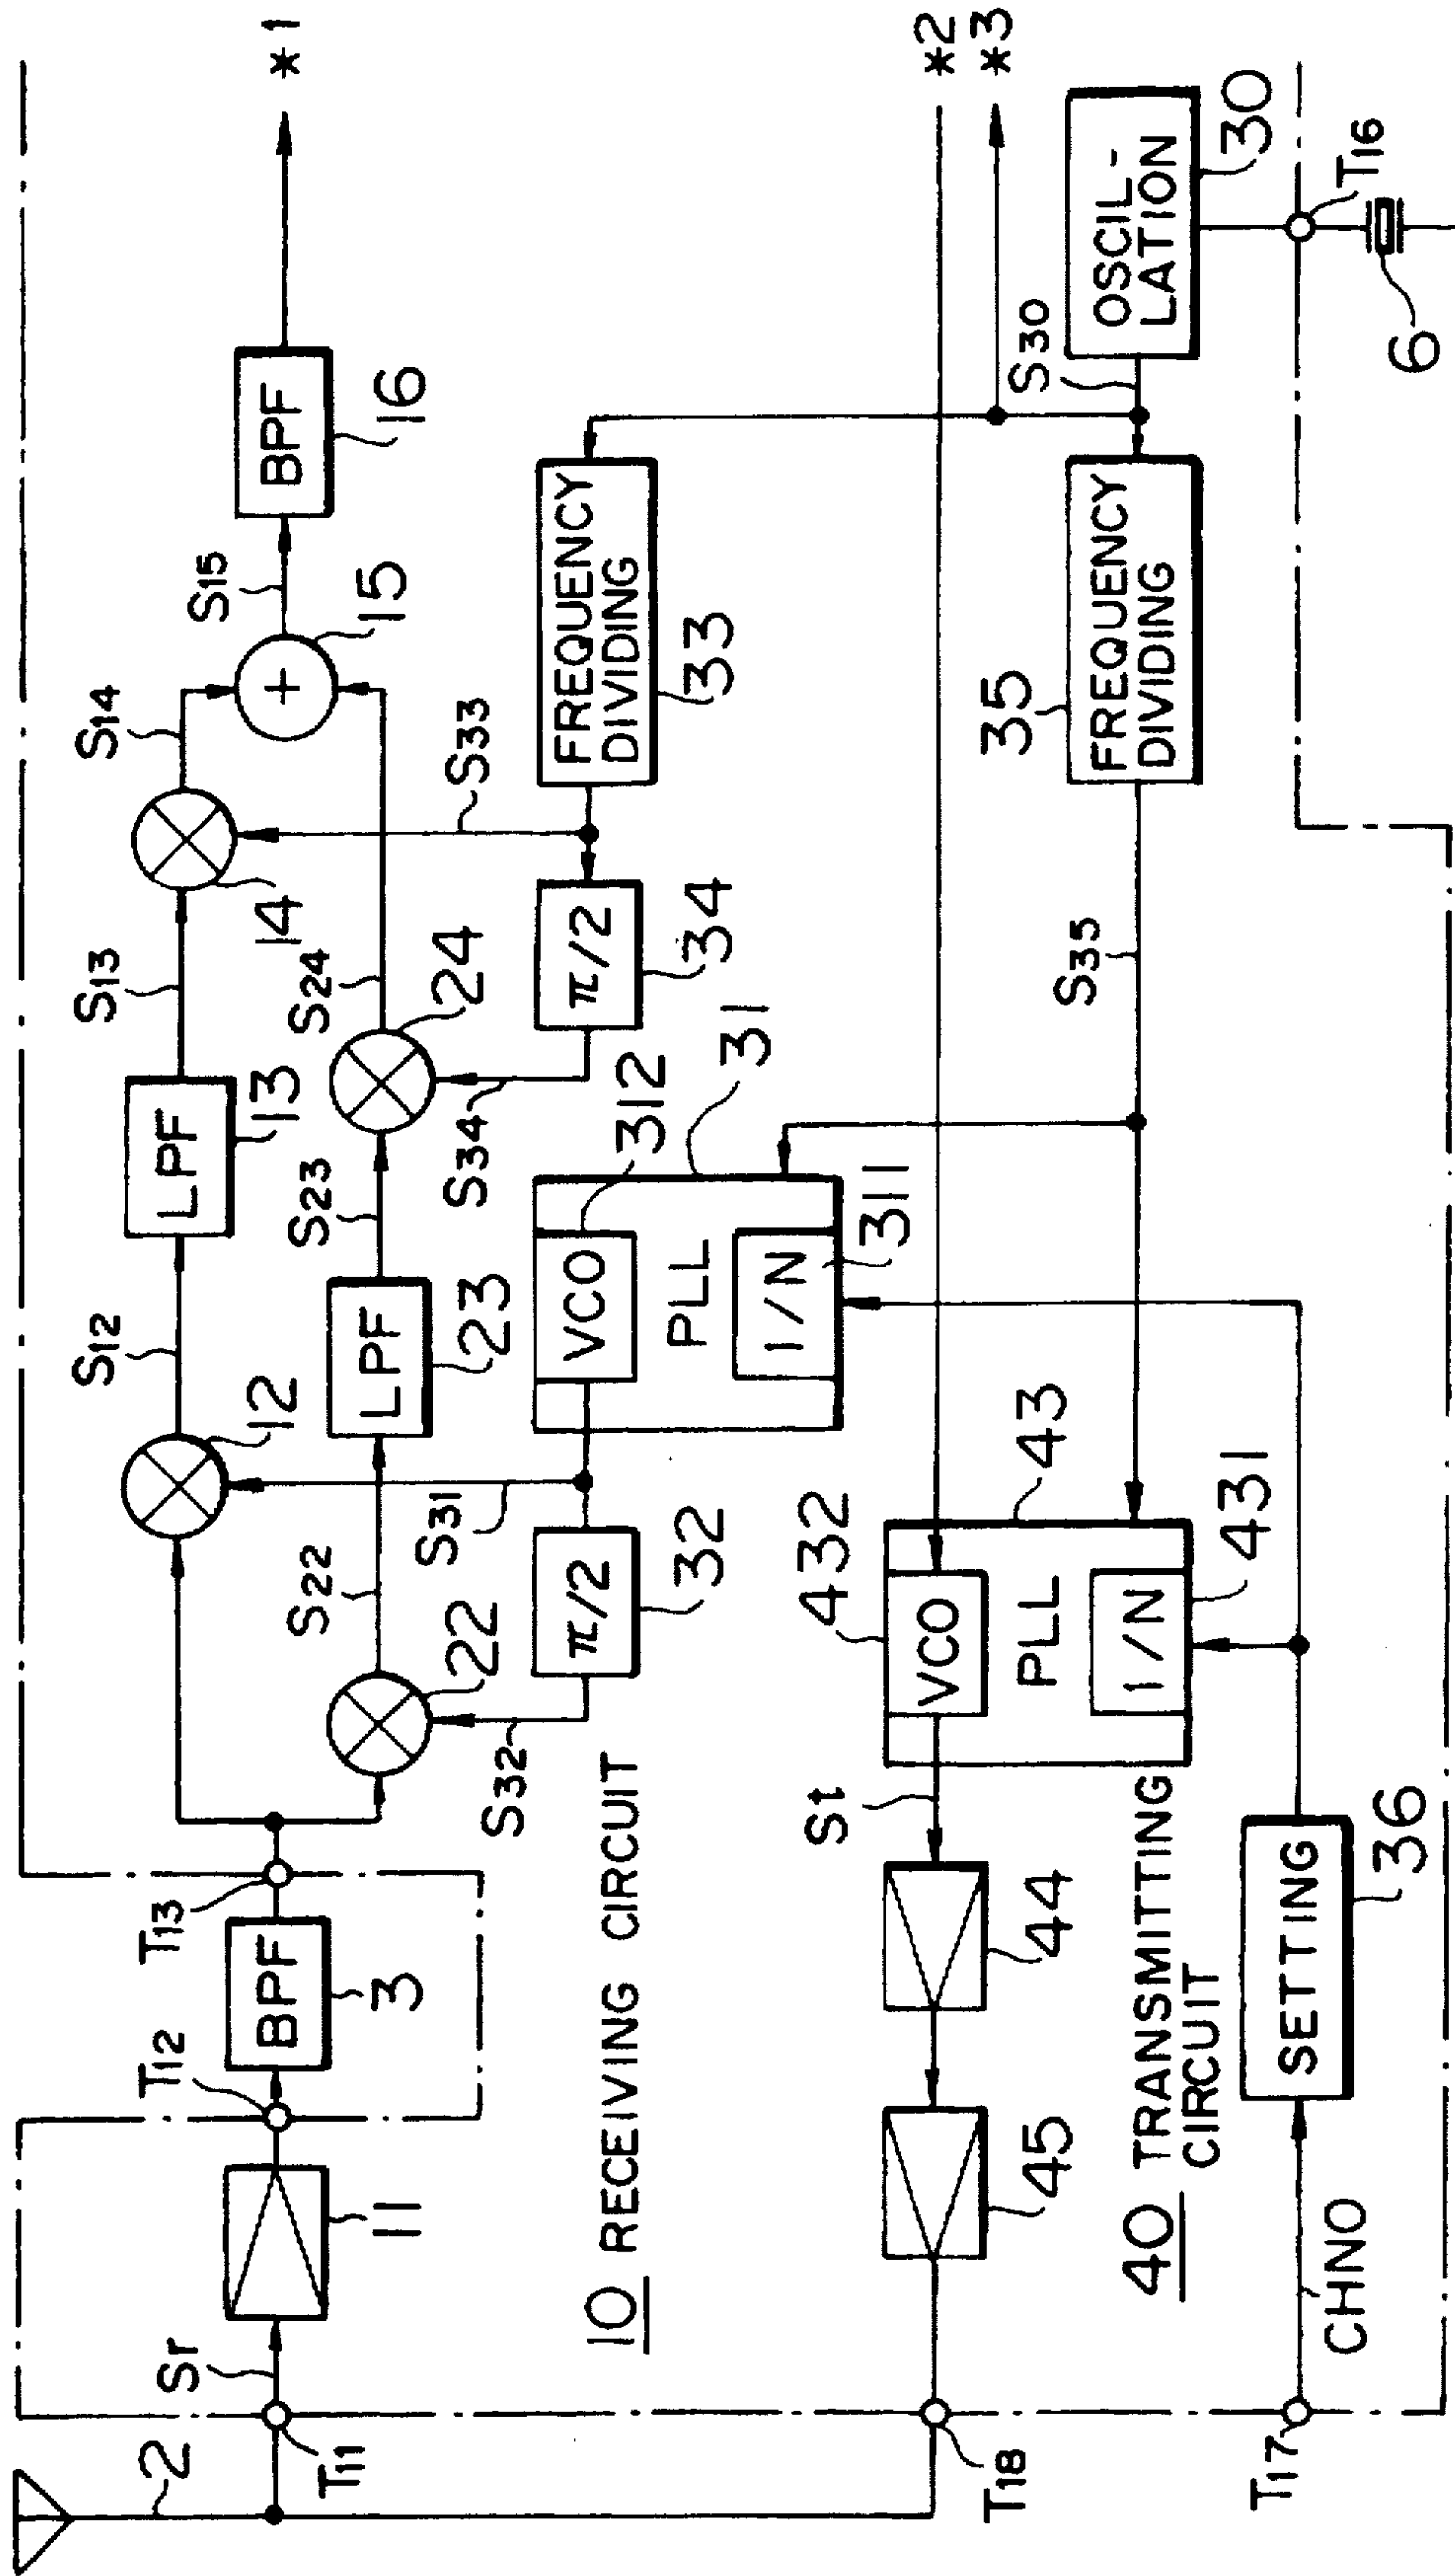 2
T11
Sr
11
T12
BPF
3
T13
12
S12
LPF
13
S13
14
S14
15
S15
BPF
16
*1
22
S22
LPF
23
S23
24
S24
S32
π/2
32
S31
VCO
312
PLL
1/N
311
31
S34
π/2
34
S33
FREQUENCY
DIVIDING
33
10 RECEIVING CIRCUIT
*2
*3
T18
45
44
St
VCO
432
PLL
1/N
431
43
S35
35
FREQUENCY
DIVIDING
S30
OSCIL-
LATION
30
T16
6
40 TRANSMITTING
CIRCUIT
T17
CHNO
SETTING
36